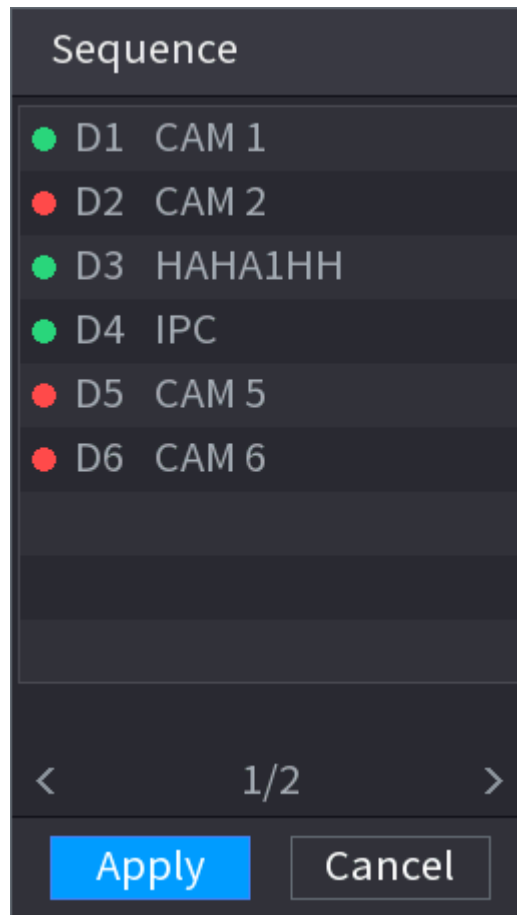 Sequence
D1 CAM 1
D2 CAM 2
D3 HAHA1HH
D4 IPC
D5 CAM 5
D6 CAM 6
< 1/2 >
Apply Cancel